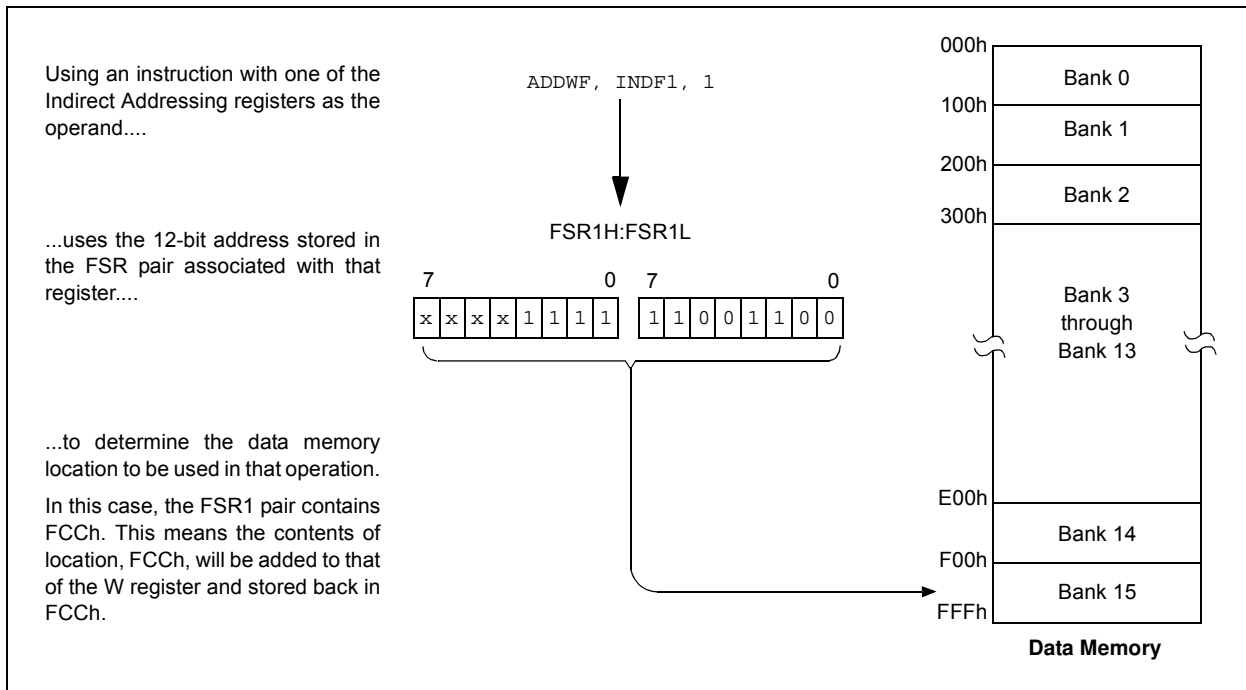 Using an instruction with one of the
Indirect Addressing registers as the
operand....
ADDWF, INDF1, 1
...uses the 12-bit address stored in
the FSR pair associated with that
register....
FSR1H:FSR1L
7 0 7 0
x x x x 1 1 1 1 1 1 0 0 1 1 0 0
...to determine the data memory
location to be used in that operation.
In this case, the FSR1 pair contains
FCCh. This means the contents of
location, FCCh, will be added to that
of the W register and stored back in
FCCh.
000h
Bank 0
100h
Bank 1
200h
Bank 2
300h
Bank 3
through
Bank 13
E00h
Bank 14
F00h
Bank 15
FFFh
Data Memory